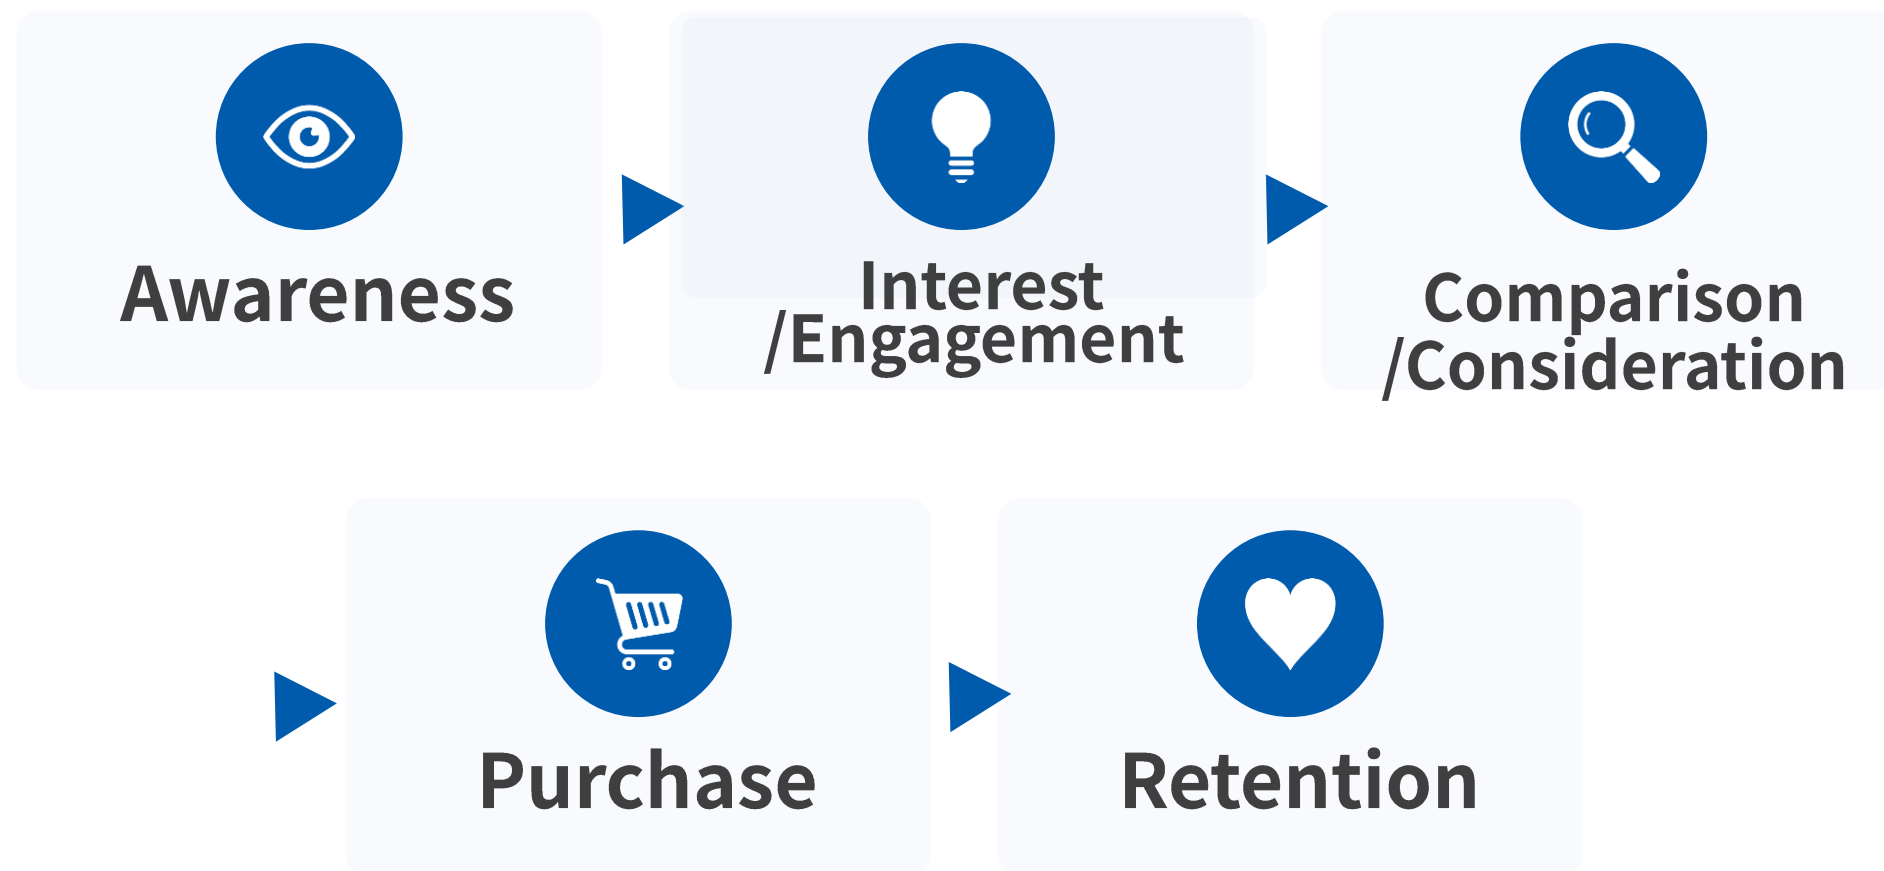 Awareness
Interest
/Engagement
Comparison
/Consideration
Purchase
Retention